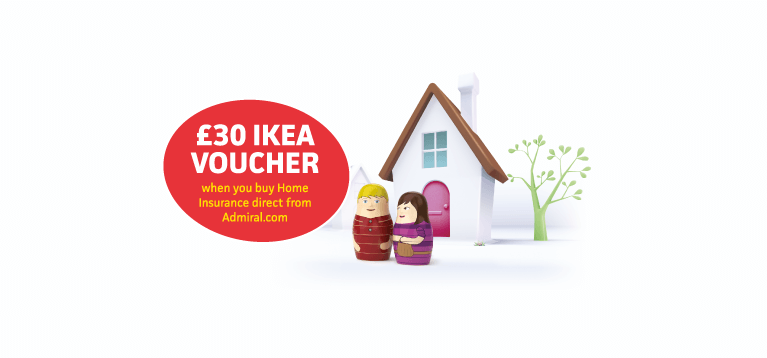 £30 IKEA
VOUCHER
when you buy Home
Insurance direct from
Admiral.com